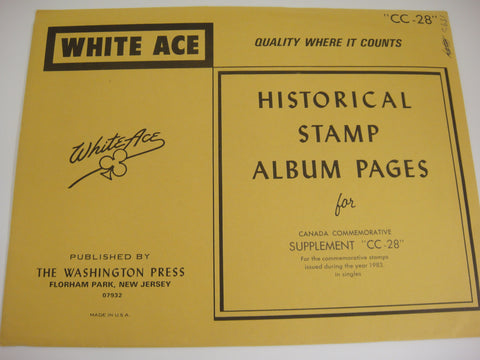 "CC-28"
WHITE ACE
QUALITY WHERE IT COUNTS
HISTORICAL
STAMP
ALBUM PAGES
for
CANADA COMMEMORATIVE
SUPPLEMENT "CC-28"
For the commemorative stamps
issued during the year 1983,
in singles
White Ace
PUBLISHED BY
THE WASHINGTON PRESS
FLORHAM PARK, NEW JERSEY
07932
MADE IN U.S.A.